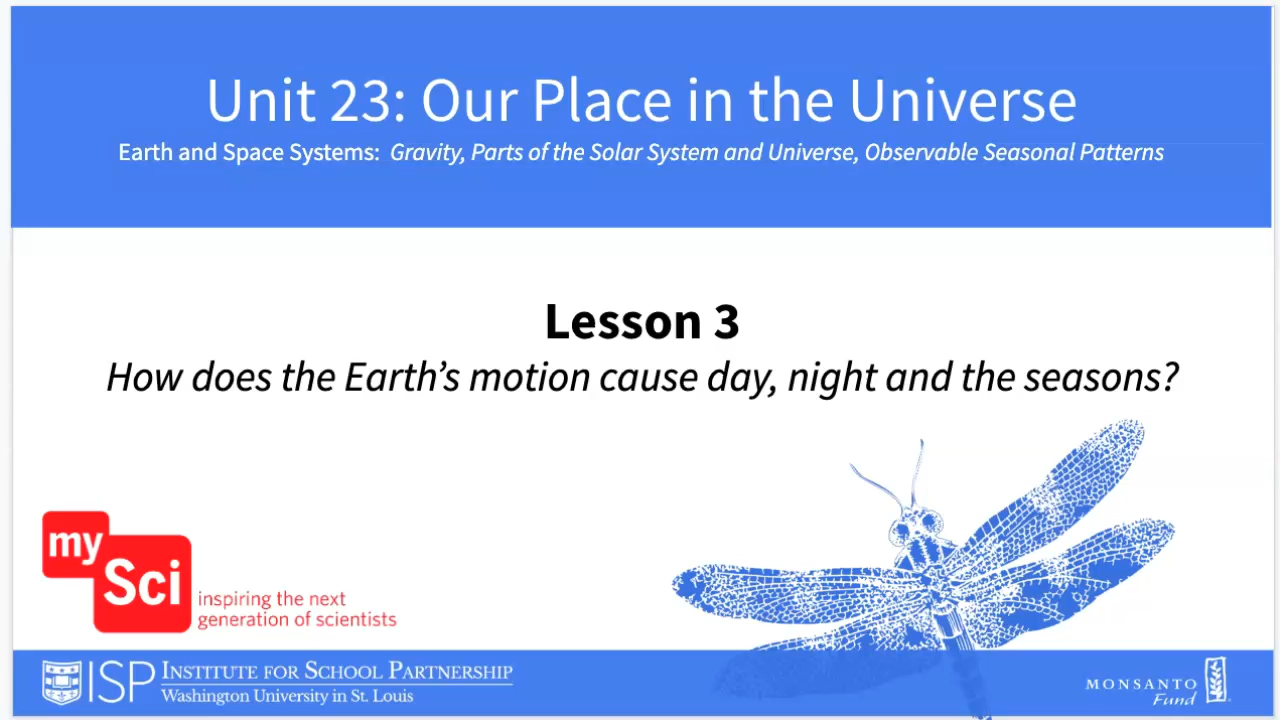 Unit 23: Our Place in the Universe
Earth and Space Systems: Gravity, Parts of the Solar System and Universe, Observable Seasonal Patterns
Lesson 3
How does the Earth's motion cause day, night and the seasons?
my
Sci
inspiring the next
generation of scientists
ISP
INSTITUTE FOR SCHOOL PARTNERSHIP
Washington University in St. Louis
MONSANTO
Fund